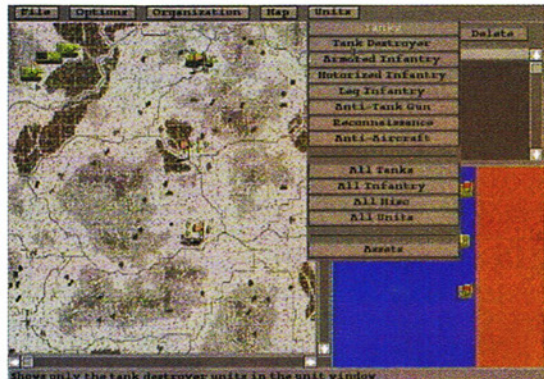 File Options Organization Map Units
Tanks
Delete
Tank Destroyer
Armored Infantry
Motorized Infantry
Leg Infantry
Anti-Tank Gun
Reconnaissance
Anti-Aircraft
All Tanks
All Infantry
All Misc
All Units
Assets
Shows only the tank destroyer units in the unit window